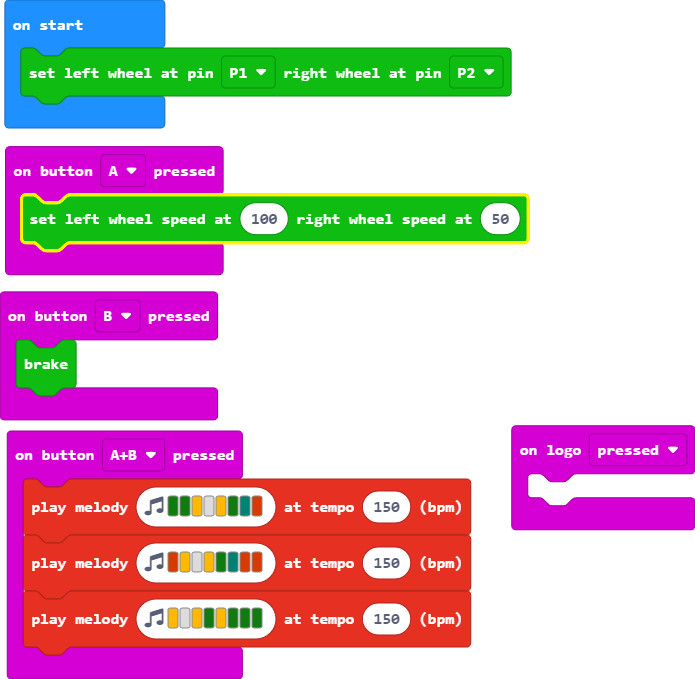 on start
set left wheel at pin P1 right wheel at pin P2
on button A pressed
set left wheel speed at 100 right wheel speed at 50
on button B pressed
brake
on logo pressed
on button A+B pressed
play melody at tempo 150 (bpm)
play melody at tempo 150 (bpm)
play melody at tempo 150 (bpm)